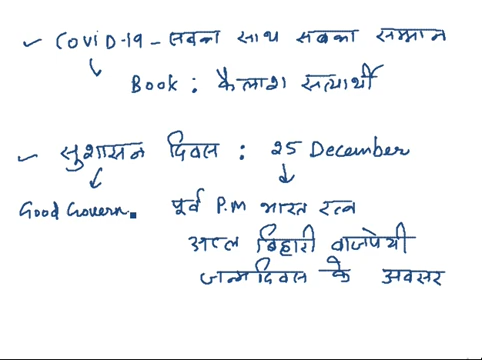 ✓ COVID-19 - सबका साथ सबका सम्मान
↳ Book : कैलाश सत्यार्थी
✓ सुशासन दिवस : 25 December
Good Govern. पूर्व P.M भारत रत्न
अटल बिहारी वाजपेयी
जन्मदिवस के अवसर